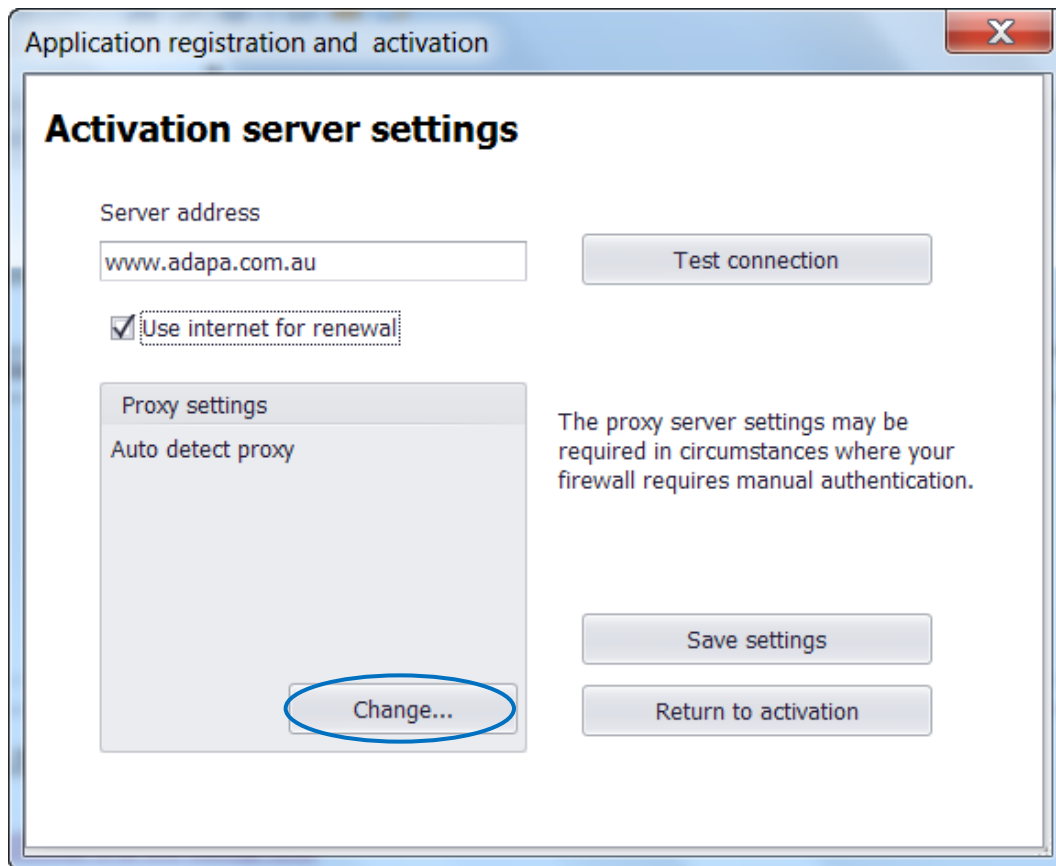 Application registration and  activation
Activation server settings
Server address
www.adapa.com.au
Test connection
Use internet for renewal
Proxy settings
Auto detect proxy
The proxy server settings may be
required in circumstances where your
firewall requires manual authentication.
Save settings
Change...
Return to activation